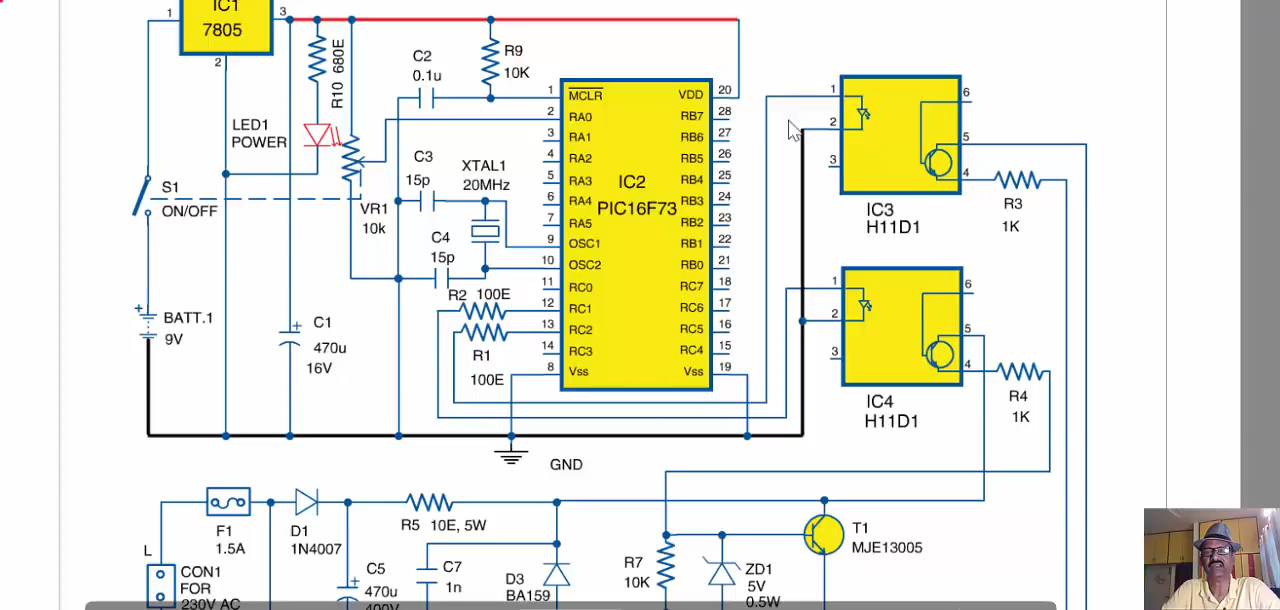 IC1
7805
1
3
2
R10 680E
LED1
POWER
S1
ON/OFF
BATT.1
9V
C1
470u
16V
VR1
10k
C2
0.1u
R9
10K
C3
15p
XTAL1
20MHz
C4
15p
R2 100E
R1
100E
1 MCLR
2 RA0
3 RA1
4 RA2
5 RA3
6 RA4
7 RA5
9 OSC1
10 OSC2
11 RC0
12 RC1
13 RC2
14 RC3
8 Vss
IC2
PIC16F73
VDD 20
RB7 28
RB6 27
RB5 26
RB4 25
RB3 24
RB2 23
RB1 22
RB0 21
RC7 18
RC6 17
RC5 16
RC4 15
Vss 19
1
2
3
6
5
4
IC3
H11D1
R3
1K
1
2
3
6
5
4
IC4
H11D1
R4
1K
GND
F1
1.5A
L
CON1
FOR
230V AC
D1
1N4007
C5
470u
400V
R5 10E, 5W
C7
1n
D3
BA159
R7
10K
ZD1
5V
0.5W
T1
MJE13005